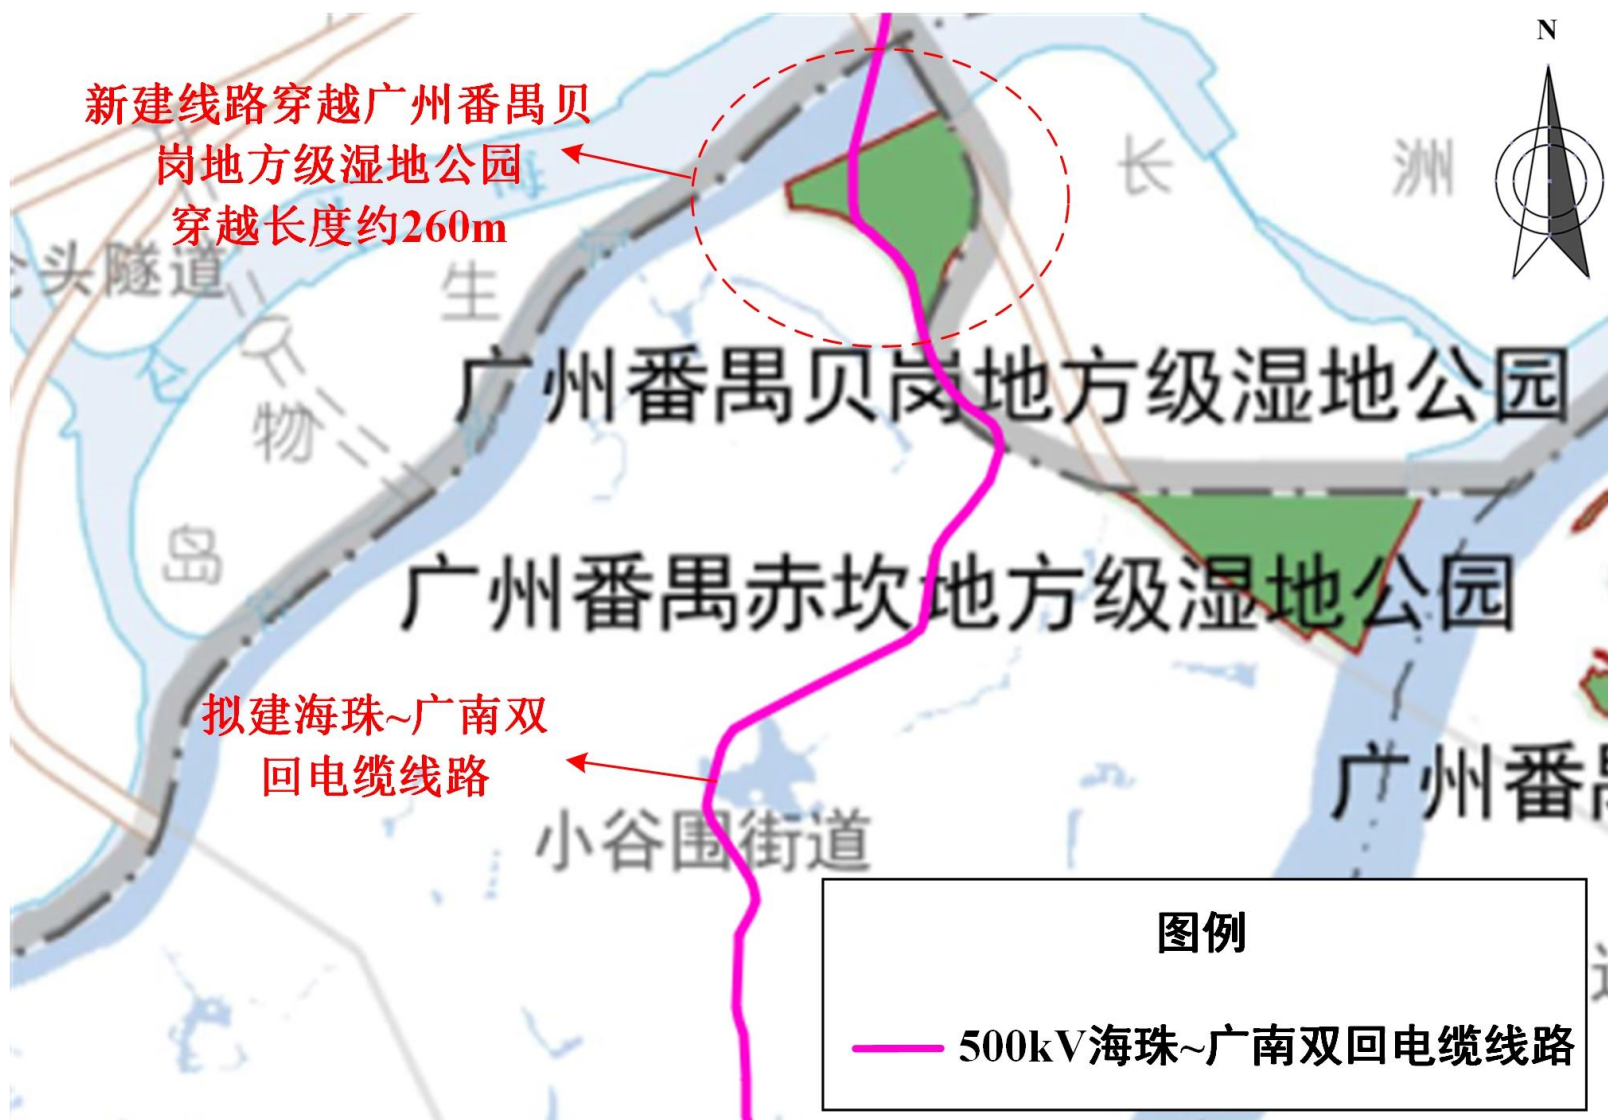 N
新建线路穿越广州番禺贝
岗地方级湿地公园
穿越长度约260m
长 洲
海
仑头隧道
生
官
物
岛
广州番禺贝岗地方级湿地公园
广州番禺赤坎地方级湿地公园
拟建海珠~广南双
回电缆线路
小谷围街道
广州番禺
图例
500kV海珠~广南双回电缆线路